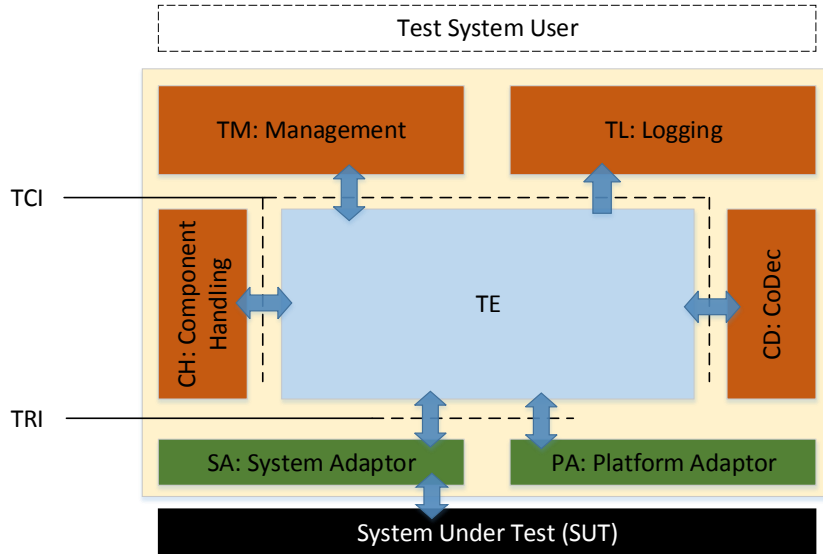 Test System User
TM: Management
TL: Logging
TCI
CH: Component
Handling
TE
CD: CoDec
TRI
SA: System Adaptor
PA: Platform Adaptor
System Under Test (SUT)